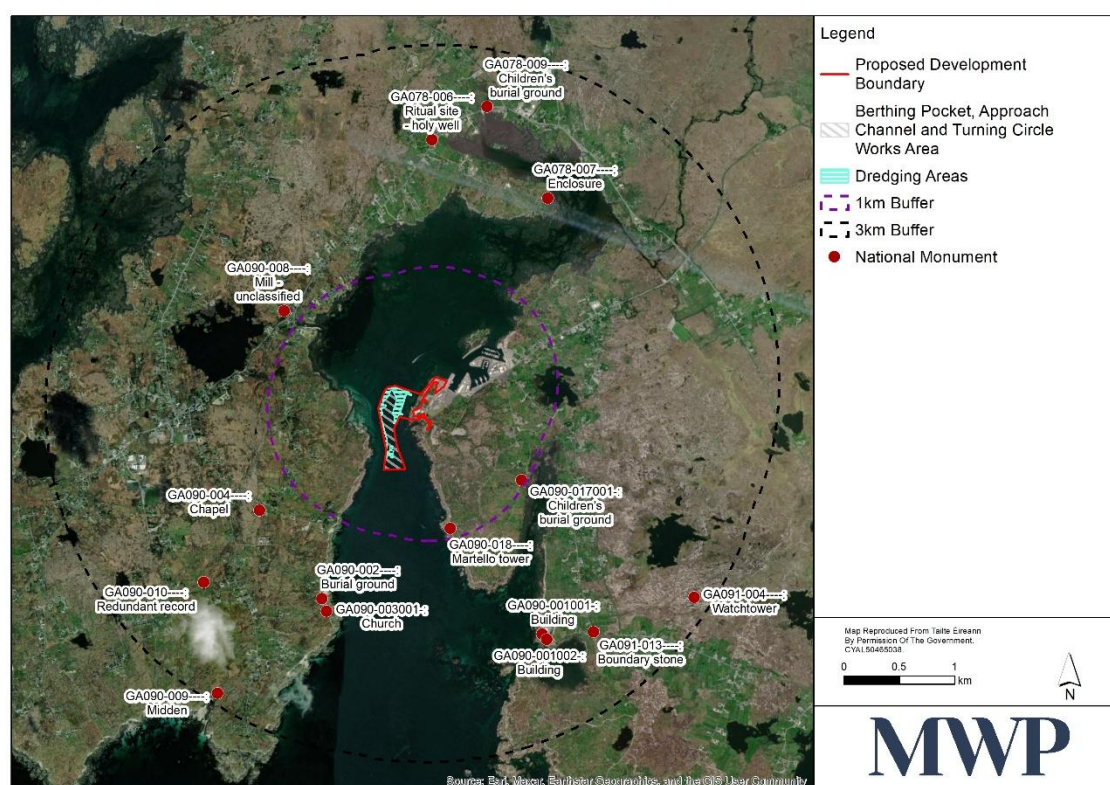 GA078-009----:
Children's
burial ground
GA078-006----:
Ritual site
- holy well
GA078-007----:
Enclosure
GA090-008----:
Mill -
unclassified
GA090-004----:
Chapel
GA090-017001-:
Children's
burial ground
GA090-018----:
Martello tower
GA090-010----:
Redundant record
GA090-002----:
Burial ground
GA090-003001-:
Church
GA090-001001-:
Building
GA090-001002-:
Building
GA091-004----:
Watchtower
GA091-013----:
Boundary stone
GA090-009----:
Midden
Source: Esri, Maxar, Earthstar Geographics, and the GIS User Community
Legend
Proposed Development
Boundary
Berthing Pocket, Approach
Channel and Turning Circle
Works Area
Dredging Areas
1km Buffer
3km Buffer
National Monument
Map Reproduced From Tailte Éireann
By Permission Of The Government.
CYAL50465038.
0 0.5 1
km
N
MWP